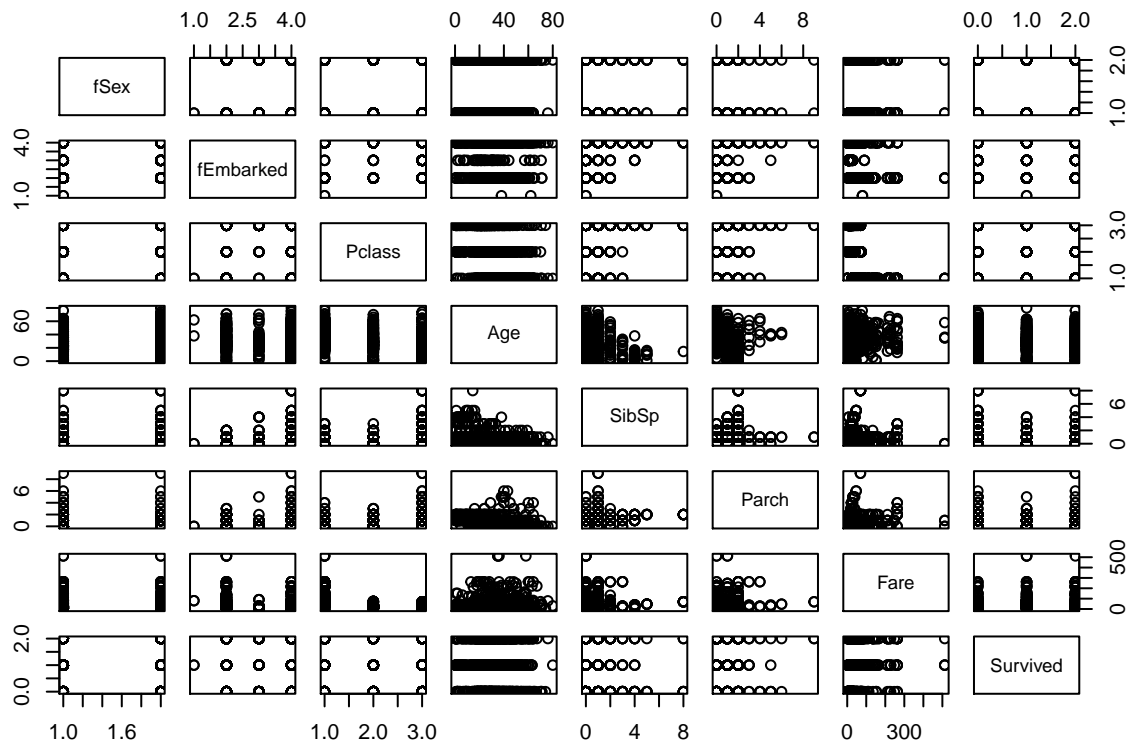 1.0 2.5 4.0 0 40 80 0 4 8 0.0 1.0 2.0
fSex 1.0 2.0
1.0 4.0 fEmbarked
Pclass 1.0 3.0
0 60 Age
SibSp 0 6
0 6 Parch
Fare 0 500
0.0 2.0 Survived
1.0 1.6 1.0 2.0 3.0 0 4 8 0 300